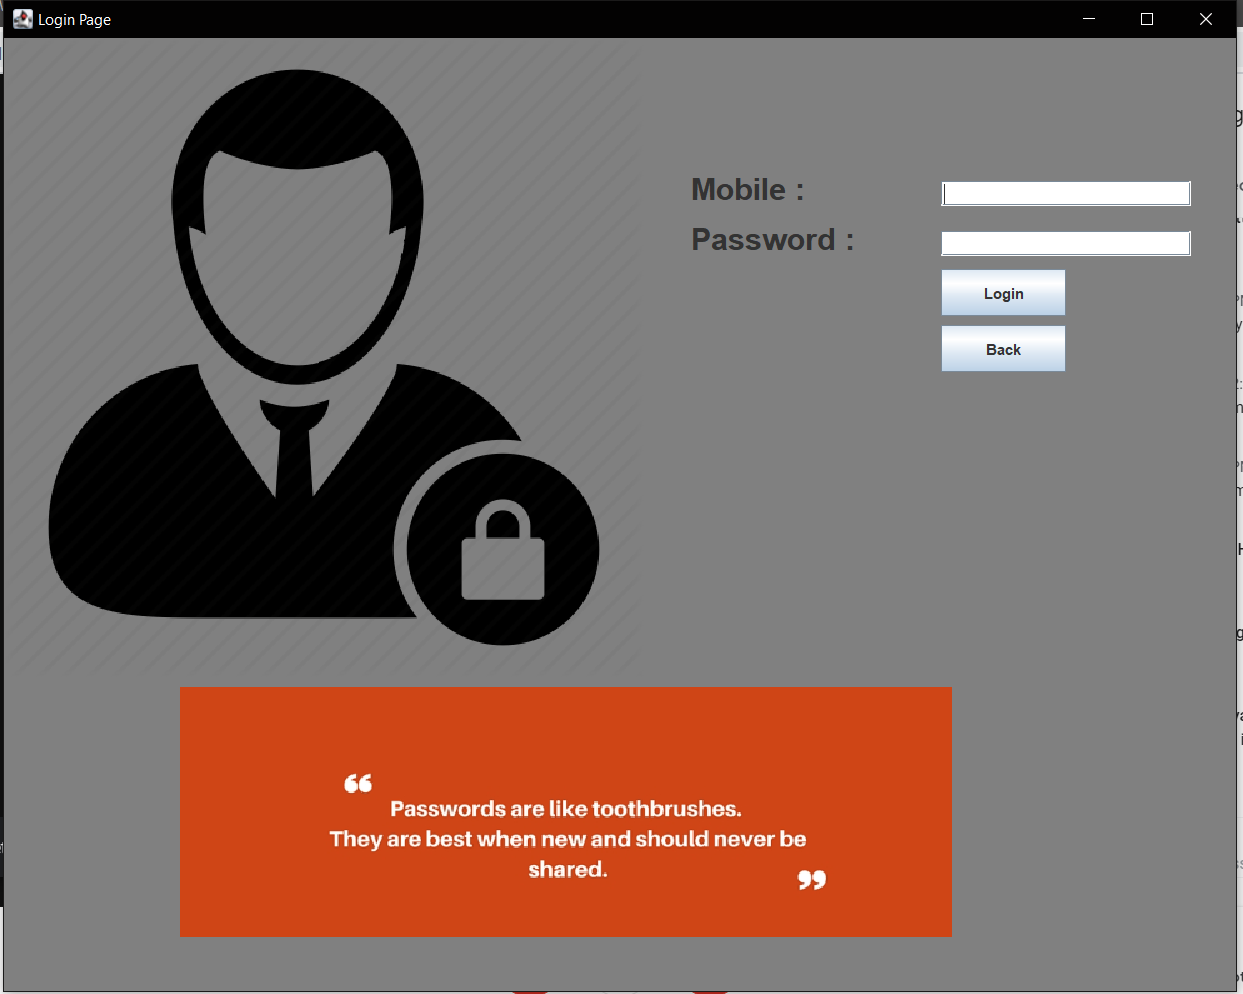 Login Page
Mobile :
Password :
Login
Back
“
Passwords are like toothbrushes.
They are best when new and should never be
shared.
”